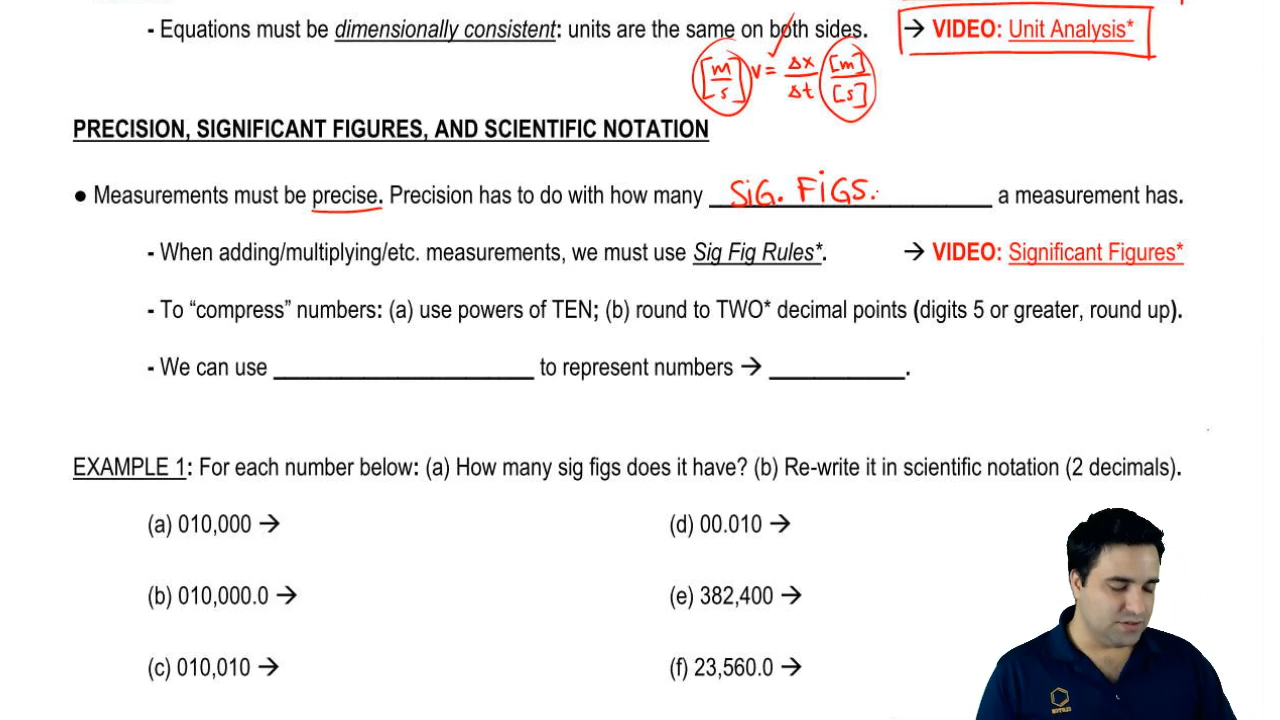 - Equations must be dimensionally consistent: units are the same on both sides. → VIDEO: Unit Analysis*
[m/s] v = Δx/Δt [m]/[s]
PRECISION, SIGNIFICANT FIGURES, AND SCIENTIFIC NOTATION
● Measurements must be precise. Precision has to do with how many SiG. FiGS. a measurement has.
- When adding/multiplying/etc. measurements, we must use Sig Fig Rules*. → VIDEO: Significant Figures*
- To “compress” numbers: (a) use powers of TEN; (b) round to TWO* decimal points (digits 5 or greater, round up).
- We can use ____________________ to represent numbers → __________.
EXAMPLE 1: For each number below: (a) How many sig figs does it have? (b) Re-write it in scientific notation (2 decimals).
(a) 010,000 → (d) 00.010 →
(b) 010,000.0 → (e) 382,400 →
(c) 010,010 → (f) 23,560.0 →